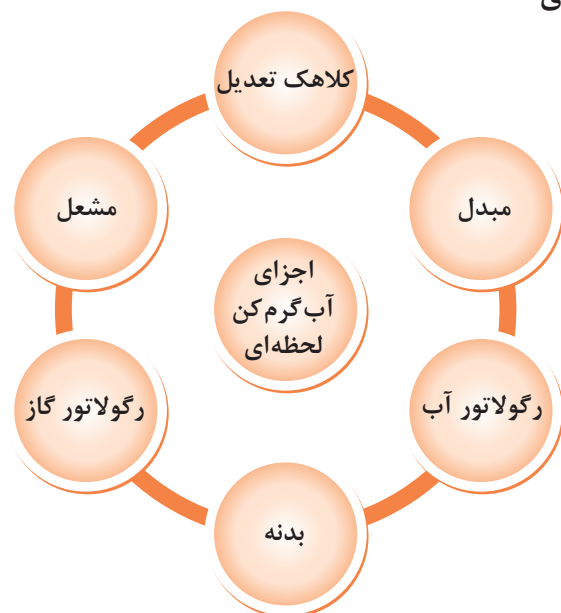 ی
کلاهک تعدیل
مبدل
مشعل
اجزای
آب گرم کن
لحظه‌ای
رگولاتور آب
رگولاتور گاز
بدنه